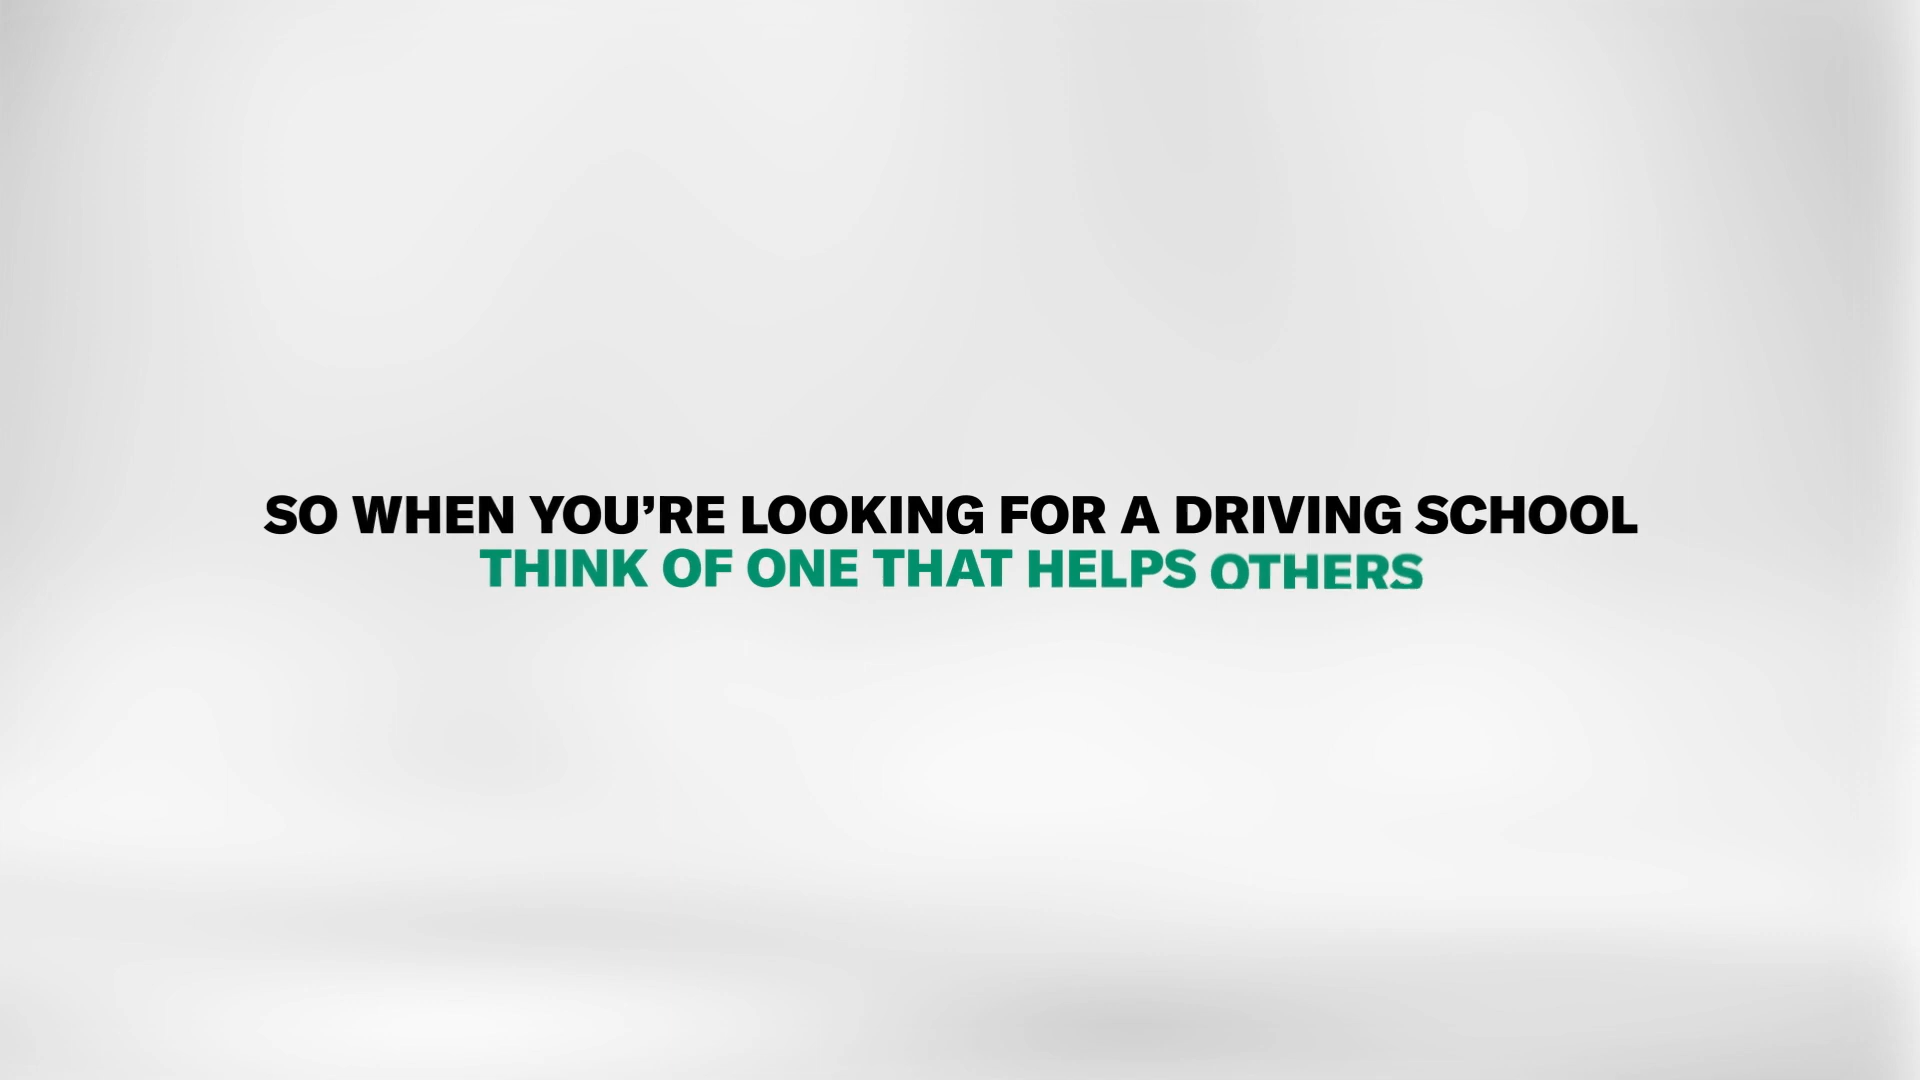 SO WHEN YOU’RE LOOKING FOR A DRIVING SCHOOL
THINK OF ONE THAT HELPS OTHERS